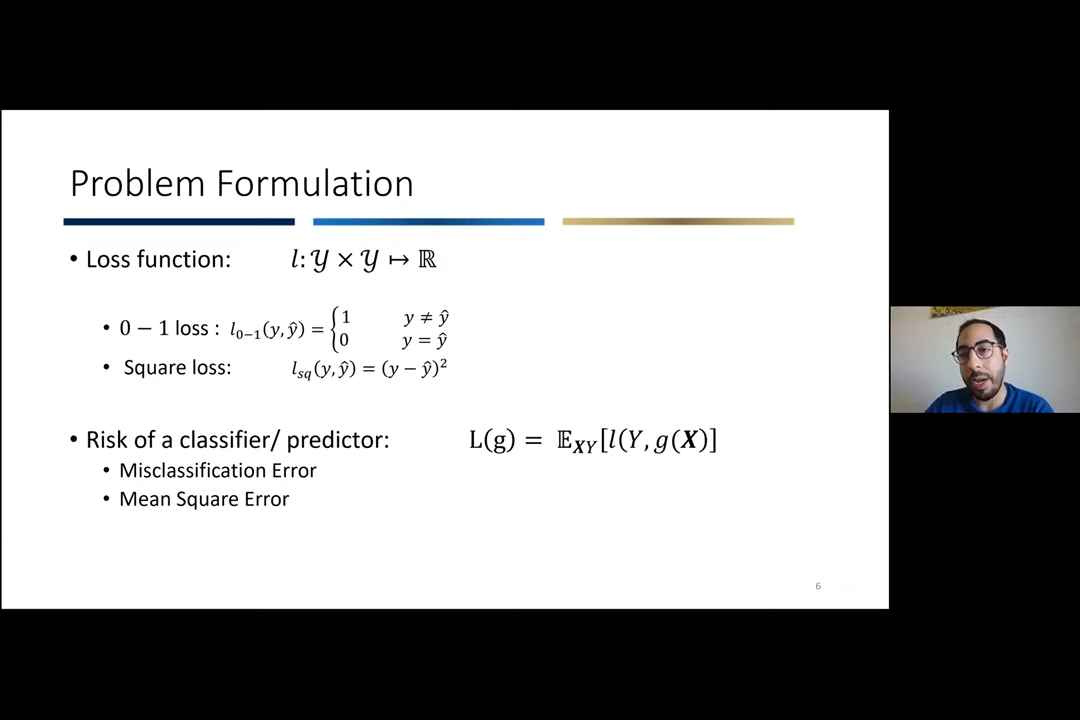 Problem Formulation
• Loss function: l: 𝒴 × 𝒴 ↦ ℝ
• 0 − 1 loss : l₀₋₁(y, ŷ) = {1 y ≠ ŷ
0 y = ŷ
• Square loss: l_sq(y, ŷ) = (y − ŷ)²
• Risk of a classifier/ predictor: L(g) = 𝔼_XY[l(Y, g(X)]
• Misclassification Error
• Mean Square Error
6